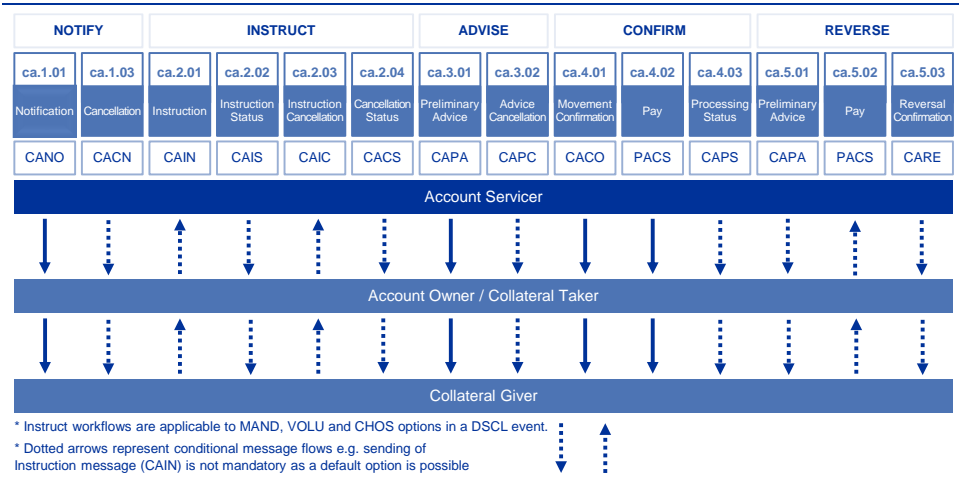 NOTIFY INSTRUCT ADVISE CONFIRM REVERSE
ca.1.01 ca.1.03 ca.2.01 ca.2.02 ca.2.03 ca.2.04 ca.3.01 ca.3.02 ca.4.01 ca.4.02 ca.4.03 ca.5.01 ca.5.02 ca.5.03
Notification Cancellation Instruction Instruction Status Instruction Cancellation Cancellation Status Preliminary Advice Advice Cancellation Movement Confirmation Pay Processing Status Preliminary Advice Pay Reversal Confirmation
CANO CACN CAIN CAIS CAIC CACS CAPA CAPC CACO PACS CAPS CAPA PACS CARE
Account Servicer
Account Owner / Collateral Taker
Collateral Giver
* Instruct workflows are applicable to MAND, VOLU and CHOS options in a DSCL event.
* Dotted arrows represent conditional message flows e.g. sending of
Instruction message (CAIN) is not mandatory as a default option is possible